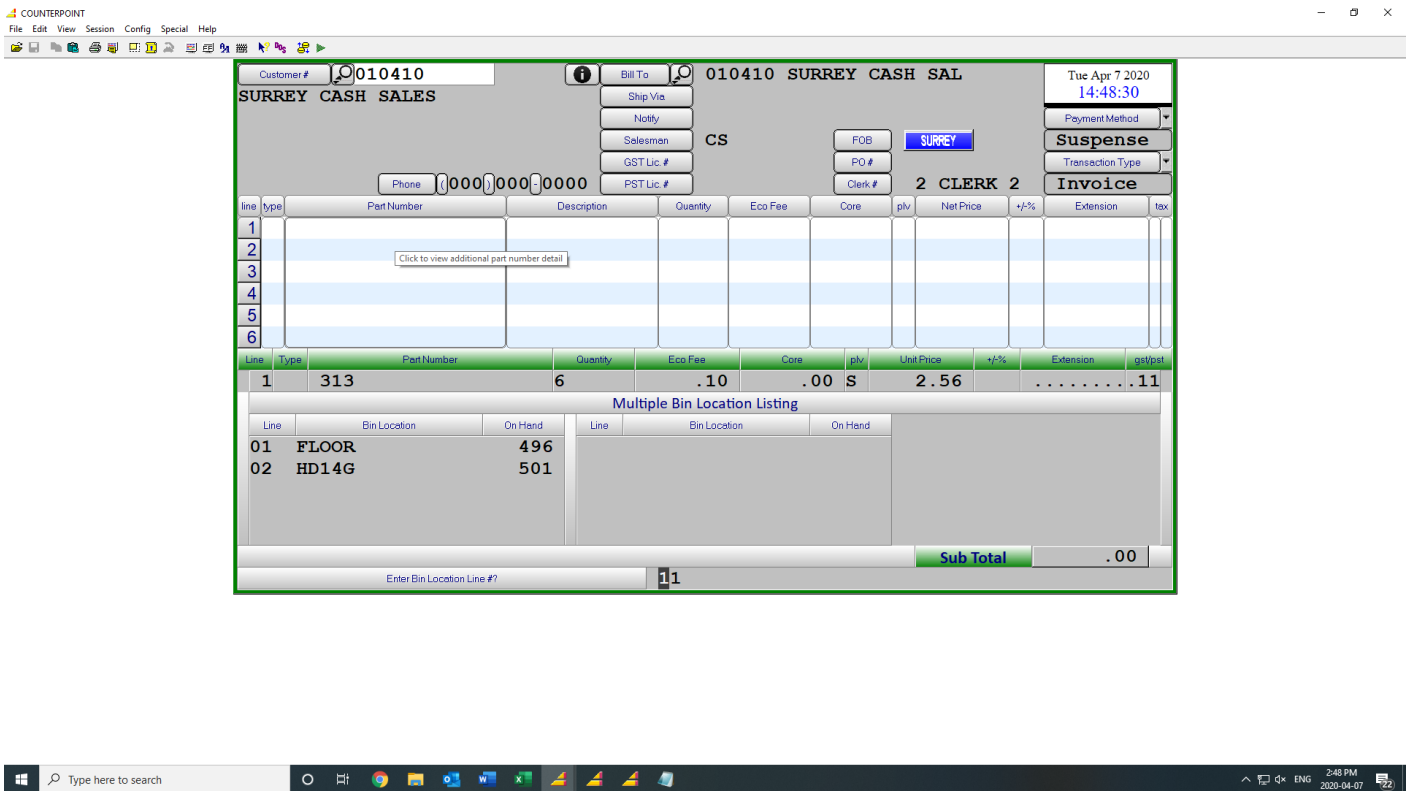 COUNTERPOINT
File Edit View Session Config Special Help
Customer # 010410 Bill To 010410 SURREY CASH SAL Tue Apr 7 2020
SURREY CASH SALES Ship Via 14:48:30
Notify Payment Method
Salesman CS FOB SURREY Suspense
GST Lic. # PO # Transaction Type
Phone (000)000-0000 PST Lic. # Clerk # 2 CLERK 2 Invoice
line type Part Number Description Quantity Eco Fee Core plv Net Price +/-% Extension tax
1
2
Click to view additional part number detail
3
4
5
6
Line Type Part Number Quantity Eco Fee Core plv Unit Price +/-% Extension gst/pst
1 313 6 .10 .00 S 2.56 .........11
Multiple Bin Location Listing
Line Bin Location On Hand Line Bin Location On Hand
01 FLOOR 496
02 HD14G 501
Sub Total .00
Enter Bin Location Line #? 11
Type here to search ENG 2:48 PM
2020-04-07 22